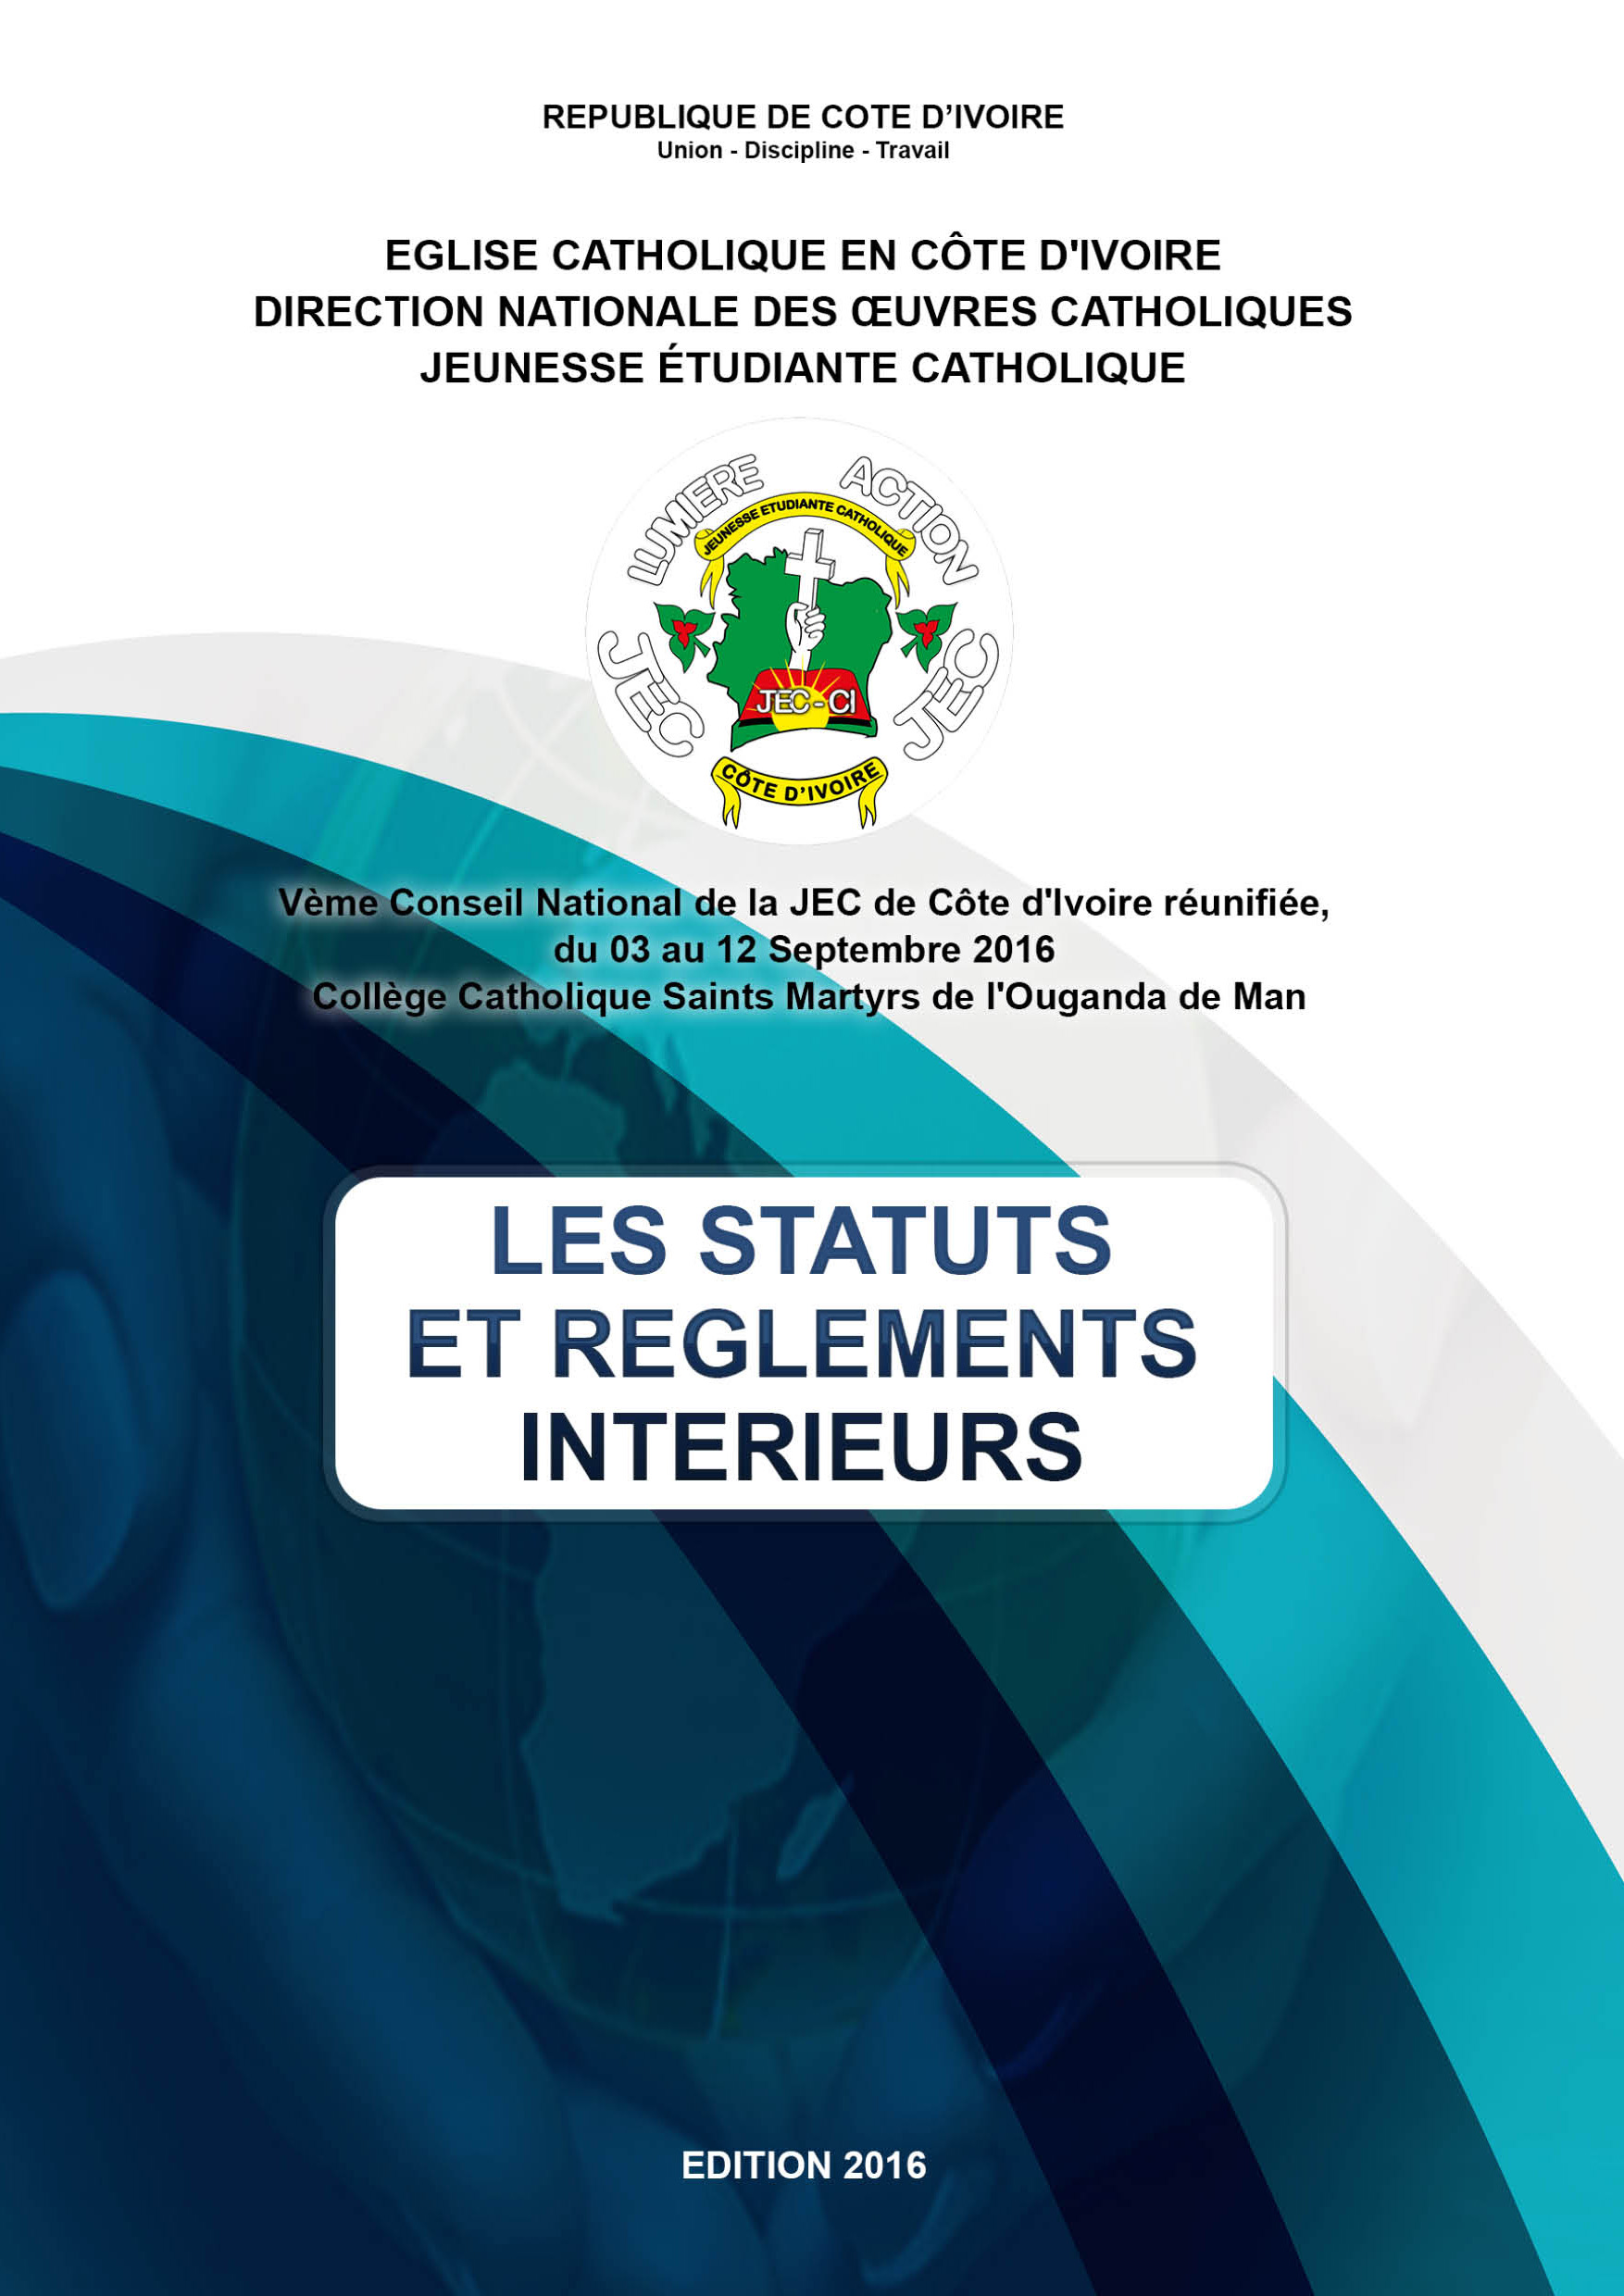 REPUBLIQUE DE COTE D’IVOIRE
Union - Discipline - Travail
EGLISE CATHOLIQUE EN CÔTE D'IVOIRE
DIRECTION NATIONALE DES ŒUVRES CATHOLIQUES
JEUNESSE ÉTUDIANTE CATHOLIQUE
LUMIERE
ACTION
JEUNESSE ETUDIANTE CATHOLIQUE
JEC
JEC
JEC - CI
CÔTE D’IVOIRE
Vème Conseil National de la JEC de Côte d'Ivoire réunifiée,
du 03 au 12 Septembre 2016
Collège Catholique Saints Martyrs de l'Ouganda de Man
LES STATUTS
ET REGLEMENTS
INTERIEURS
EDITION 2016